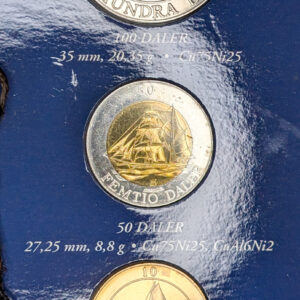 HUNDRA
100 DALER
35 mm, 20,35 g • Cu75Ni25
50
FEMTIO DALER
50 DALER
27,25 mm, 8,8 g • Cu75Ni25, CuAl6Ni2
10